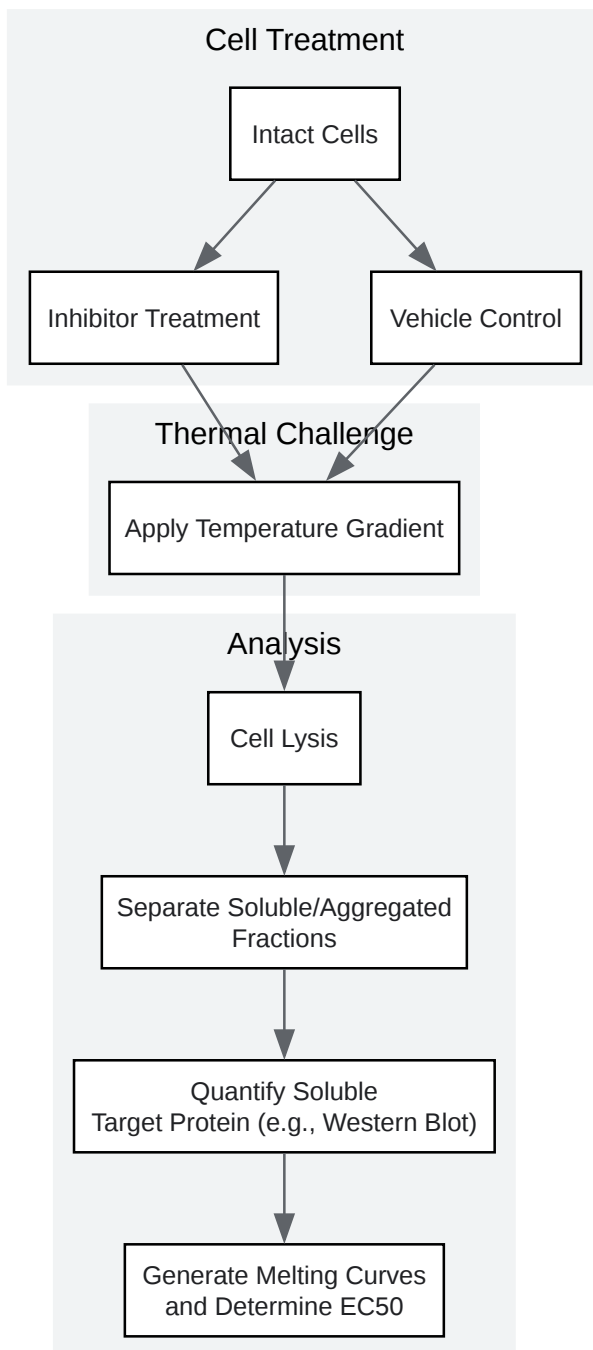 Cell Treatment
Intact Cells
Inhibitor Treatment
Vehicle Control
Thermal Challenge
Apply Temperature Gradient
Analysis
Cell Lysis
Separate Soluble/Aggregated
Fractions
Quantify Soluble
Target Protein (e.g., Western Blot)
Generate Melting Curves
and Determine EC50